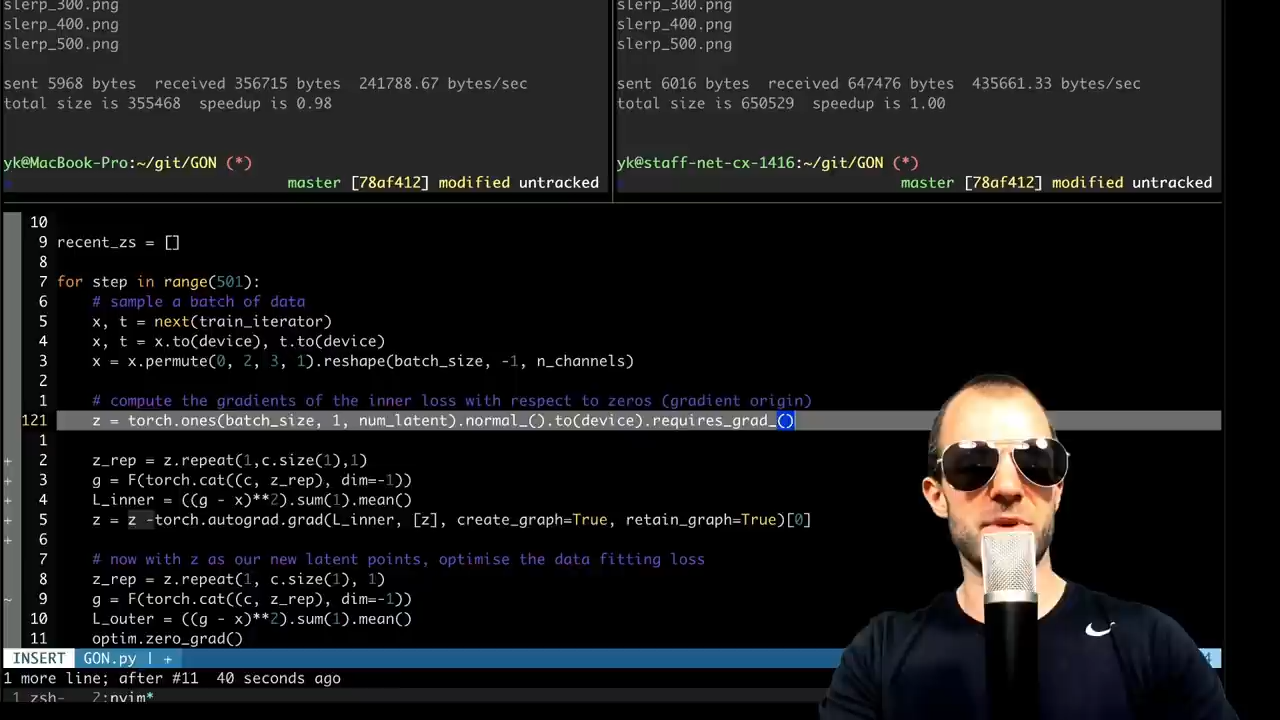 slerp_300.png
slerp_400.png
slerp_500.png
sent 5968 bytes  received 356715 bytes  241788.67 bytes/sec
total size is 355468  speedup is 0.98
yk@MacBook-Pro:~/git/GON (*)
master [78af412] modified untracked
slerp_300.png
slerp_400.png
slerp_500.png
sent 6016 bytes  received 647476 bytes  435661.33 bytes/sec
total size is 650529  speedup is 1.00
yk@staff-net-cx-1416:~/git/GON (*)
master [78af412] modified untracked
10
9 recent_zs = []
8
7 for step in range(501):
6     # sample a batch of data
5     x, t = next(train_iterator)
4     x, t = x.to(device), t.to(device)
3     x = x.permute(0, 2, 3, 1).reshape(batch_size, -1, n_channels)
2
1     # compute the gradients of the inner loss with respect to zeros (gradient origin)
121     z = torch.ones(batch_size, 1, num_latent).normal_().to(device).requires_grad_()
1
+ 2     z_rep = z.repeat(1,c.size(1),1)
+ 3     g = F(torch.cat((c, z_rep), dim=-1))
+ 4     L_inner = ((g - x)**2).sum(1).mean()
+ 5     z = z -torch.autograd.grad(L_inner, [z], create_graph=True, retain_graph=True)[0]
+ 6
7     # now with z as our new latent points, optimise the data fitting loss
8     z_rep = z.repeat(1, c.size(1), 1)
~ 9     g = F(torch.cat((c, z_rep), dim=-1))
10     L_outer = ((g - x)**2).sum(1).mean()
11     optim.zero_grad()
INSERT GON.py | +
1 more line; after #11  40 seconds ago
1 zsh-  2:nvim*